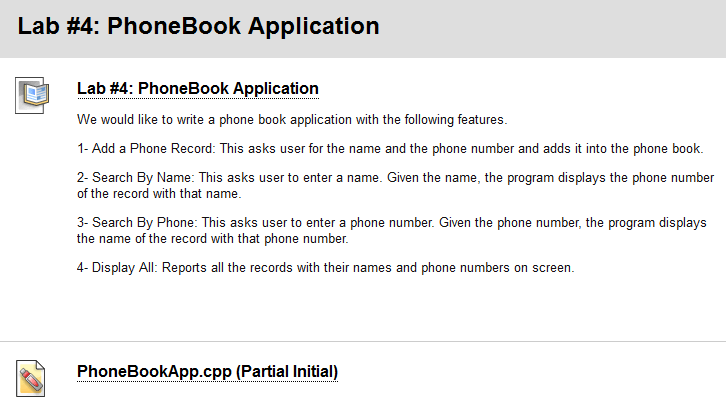 Lab #4: PhoneBook Application
Lab #4: PhoneBook Application
We would like to write a phone book application with the following features.
1- Add a Phone Record: This asks user for the name and the phone number and adds it into the phone book.
2- Search By Name: This asks user to enter a name. Given the name, the program displays the phone number
of the record with that name.
3- Search By Phone: This asks user to enter a phone number. Given the phone number, the program displays
the name of the record with that phone number.
4- Display All: Reports all the records with their names and phone numbers on screen.
PhoneBookApp.cpp (Partial Initial)